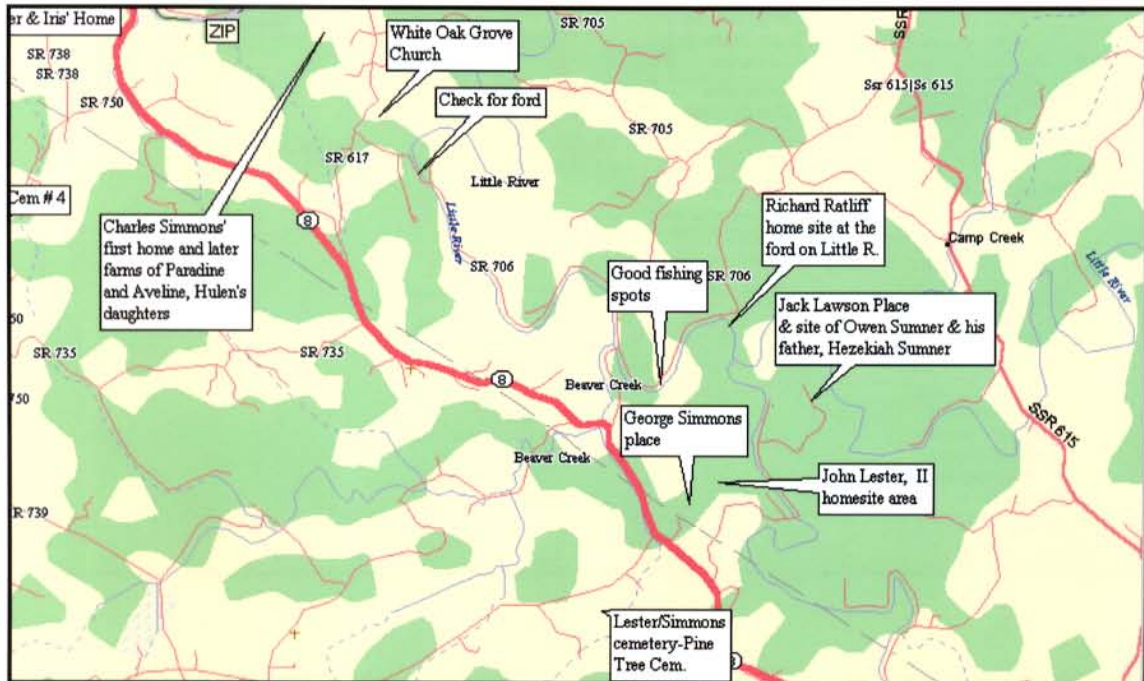 er & Iris' Home
ZIP
SR 705
White Oak Grove
Church
SSR
SR 738
SR 738
Ssr 615|Ss 615
SR 750
Check for ford
SR 705
SR 617
Little River
Cem # 4
Little River
Richard Ratliff
home site at the
ford on Little R.
Camp Creek
Little River
Charles Simmons'
first home and later
farms of Paradine
and Aveline, Hulen's
daughters
8
SR 706
Good fishing
spots
SR 706
Jack Lawson Place
& site of Owen Sumner & his
father, Hezekiah Sumner
50
SR 735
SR 735
8
Beaver Creek
750
George Simmons
place
SSR 615
Beaver Creek
John Lester, II
homesite area
R 739
Lester/Simmons
cemetery-Pine
Tree Cem.
8